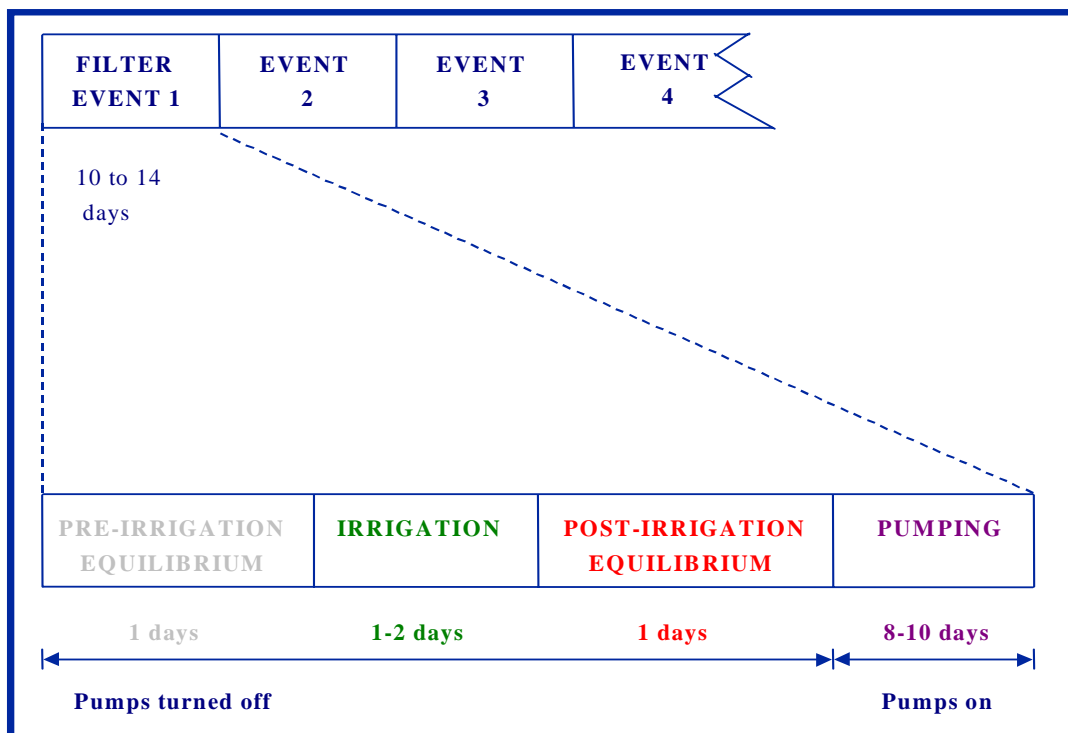 FILTER
EVENT 1
EVENT
2
EVENT
3
EVENT
4
10 to 14
days
PRE-IRRIGATION
EQUILIBRIUM
IRRIGATION
POST-IRRIGATION
EQUILIBRIUM
PUMPING
1 days
1-2 days
1 days
8-10 days
Pumps turned off
Pumps on